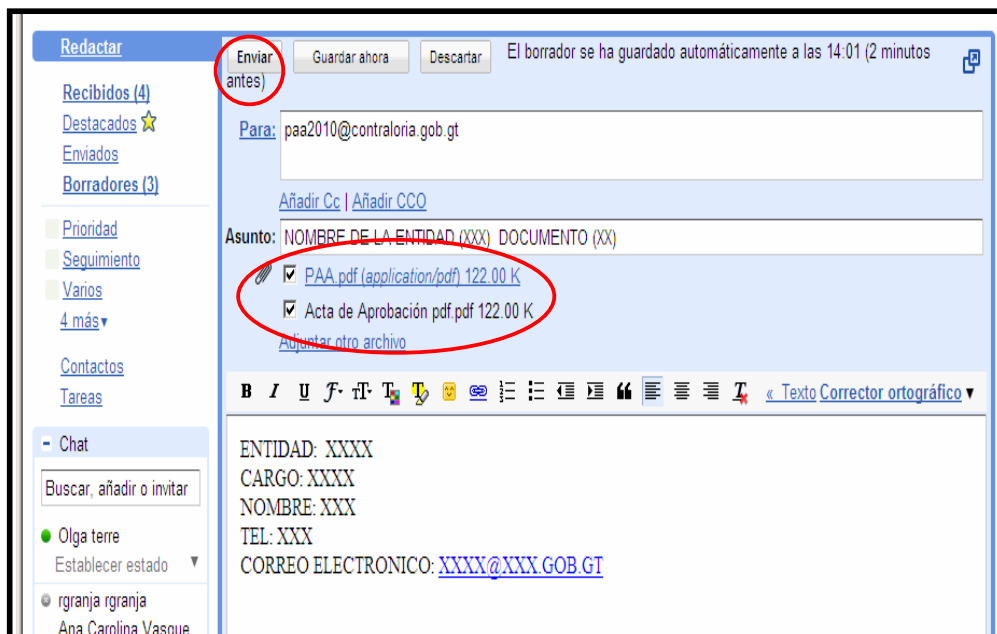 Redactar
Recibidos (4)
Destacados
Enviados
Borradores (3)
Prioridad
Seguimiento
Varios
4 más▾
Contactos
Tareas
− Chat
Buscar, añadir o invitar
Olga terre
Establecer estado ▼
rgranja rgranja
Ana Carolina Vasque
Enviar Guardar ahora Descartar El borrador se ha guardado automáticamente a las 14:01 (2 minutos
antes)
Para: paa2010@contraloria.gob.gt
Añadir Cc | Añadir CCO
Asunto: NOMBRE DE LA ENTIDAD (XXX) DOCUMENTO (XX)
PAA.pdf (application/pdf) 122.00 K
Acta de Aprobación pdf.pdf 122.00 K
Adjuntar otro archivo
B I U « Texto Corrector ortográfico ▾
ENTIDAD: XXXX
CARGO: XXXX
NOMBRE: XXX
TEL: XXX
CORREO ELECTRONICO: XXXX@XXX.GOB.GT